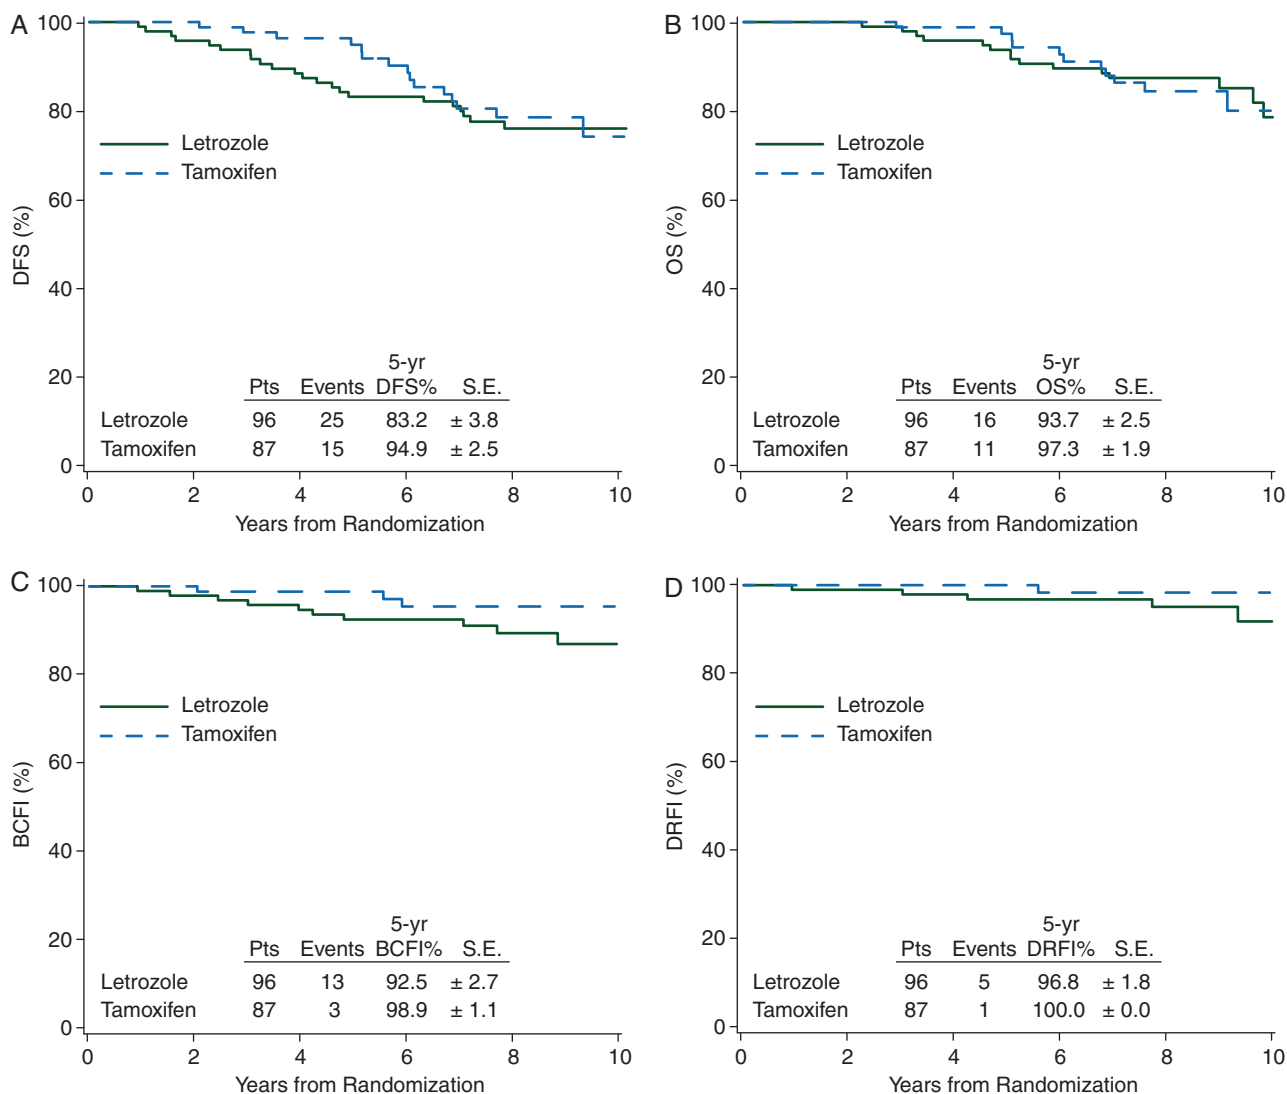 A
100
80
60
40
20
0
DFS (%)
Letrozole
Tamoxifen
5-yr
Pts Events DFS% S.E.
Letrozole 96 25 83.2 ± 3.8
Tamoxifen 87 15 94.9 ± 2.5
0 2 4 6 8 10
Years from Randomization
B
100
80
60
40
20
0
OS (%)
Letrozole
Tamoxifen
5-yr
Pts Events OS% S.E.
Letrozole 96 16 93.7 ± 2.5
Tamoxifen 87 11 97.3 ± 1.9
0 2 4 6 8 10
Years from Randomization
C
100
80
60
40
20
0
BCFI (%)
Letrozole
Tamoxifen
5-yr
Pts Events BCFI% S.E.
Letrozole 96 13 92.5 ± 2.7
Tamoxifen 87 3 98.9 ± 1.1
0 2 4 6 8 10
Years from Randomization
D
100
80
60
40
20
0
DRFI (%)
Letrozole
Tamoxifen
5-yr
Pts Events DRFI% S.E.
Letrozole 96 5 96.8 ± 1.8
Tamoxifen 87 1 100.0 ± 0.0
0 2 4 6 8 10
Years from Randomization